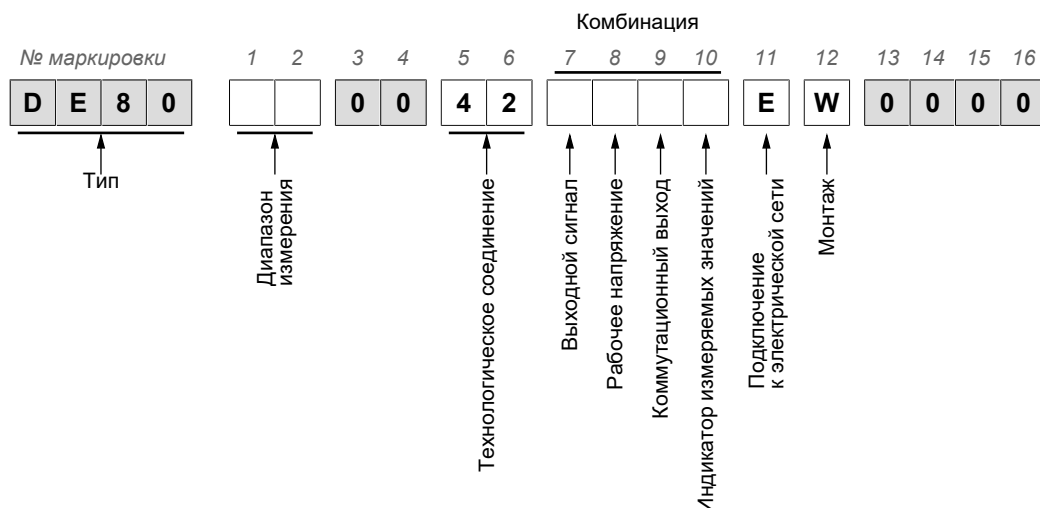 Комбинация
№ маркировки 1 2 3 4 5 6 7 8 9 10 11 12 13 14 15 16
D E 8 0 0 0 4 2 E W 0 0 0 0
Тип
Диапазон
измерения
Технологическое соединение
Выходной сигнал
Рабочее напряжение
Коммутационный выход
Индикатор измеряемых значений
Подключение
к электрической сети
Монтаж